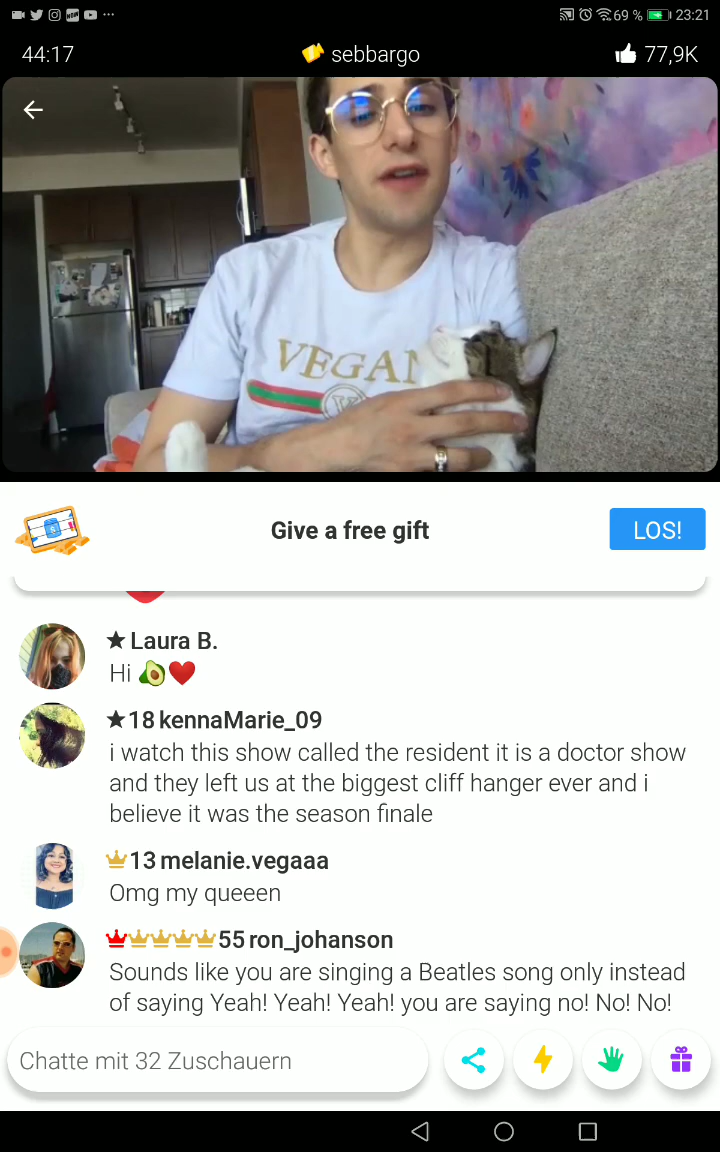 69 % 23:21
44:17 sebbargo 77,9K
VEGAN
Give a free gift LOS!
Laura B.
Hi 🥑❤️
18 kennaMarie_09
i watch this show called the resident it is a doctor show
and they left us at the biggest cliff hanger ever and i
believe it was the season finale
13 melanie.vegaaa
Omg my queeen
55 ron_johanson
Sounds like you are singing a Beatles song only instead
of saying Yeah! Yeah! Yeah! you are saying no! No! No!
Chatte mit 32 Zuschauern